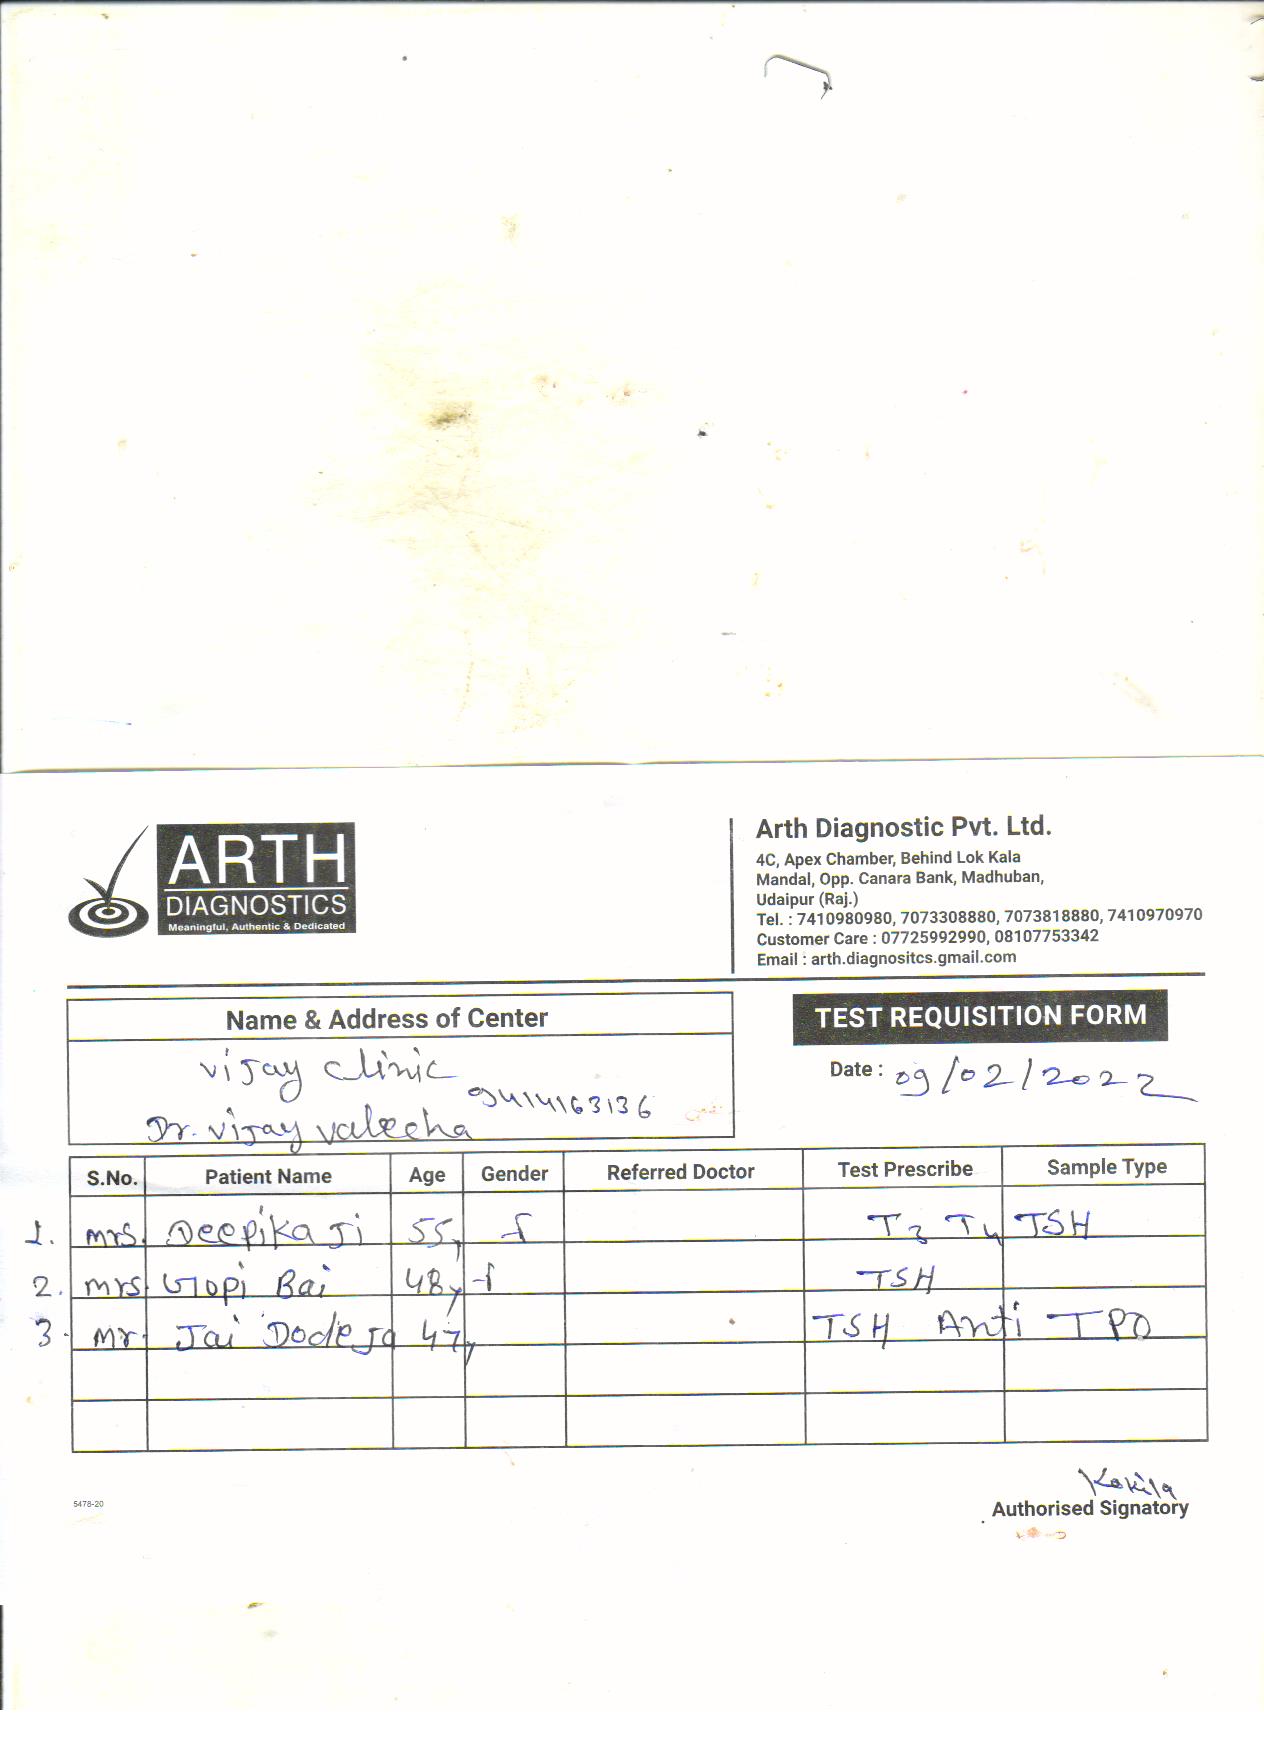 ARTH
DIAGNOSTICS
Meaningful, Authentic & Dedicated
Arth Diagnostic Pvt. Ltd.
4C, Apex Chamber, Behind Lok Kala
Mandal, Opp. Canara Bank, Madhuban,
Udaipur (Raj.)
Tel. : 7410980980, 7073308880, 7073818880, 7410970970
Customer Care : 07725992990, 08107753342
Email : arth.diagnositcs.gmail.com
Name & Address of Center
Vijay Clinic
09414163136
Dr. Vijay Valecha
TEST REQUISITION FORM
Date : 09/02/2022
S.No. Patient Name Age Gender Referred Doctor Test Prescribe Sample Type
1. Mrs. Deepika Ji 55y f T3 T4 TSH
2. Mrs. Gopi Bai 48y f TSH
3. Mr. Jai Dodeja 47y TSH Anti TPO
Kokila
Authorised Signatory
5478-20